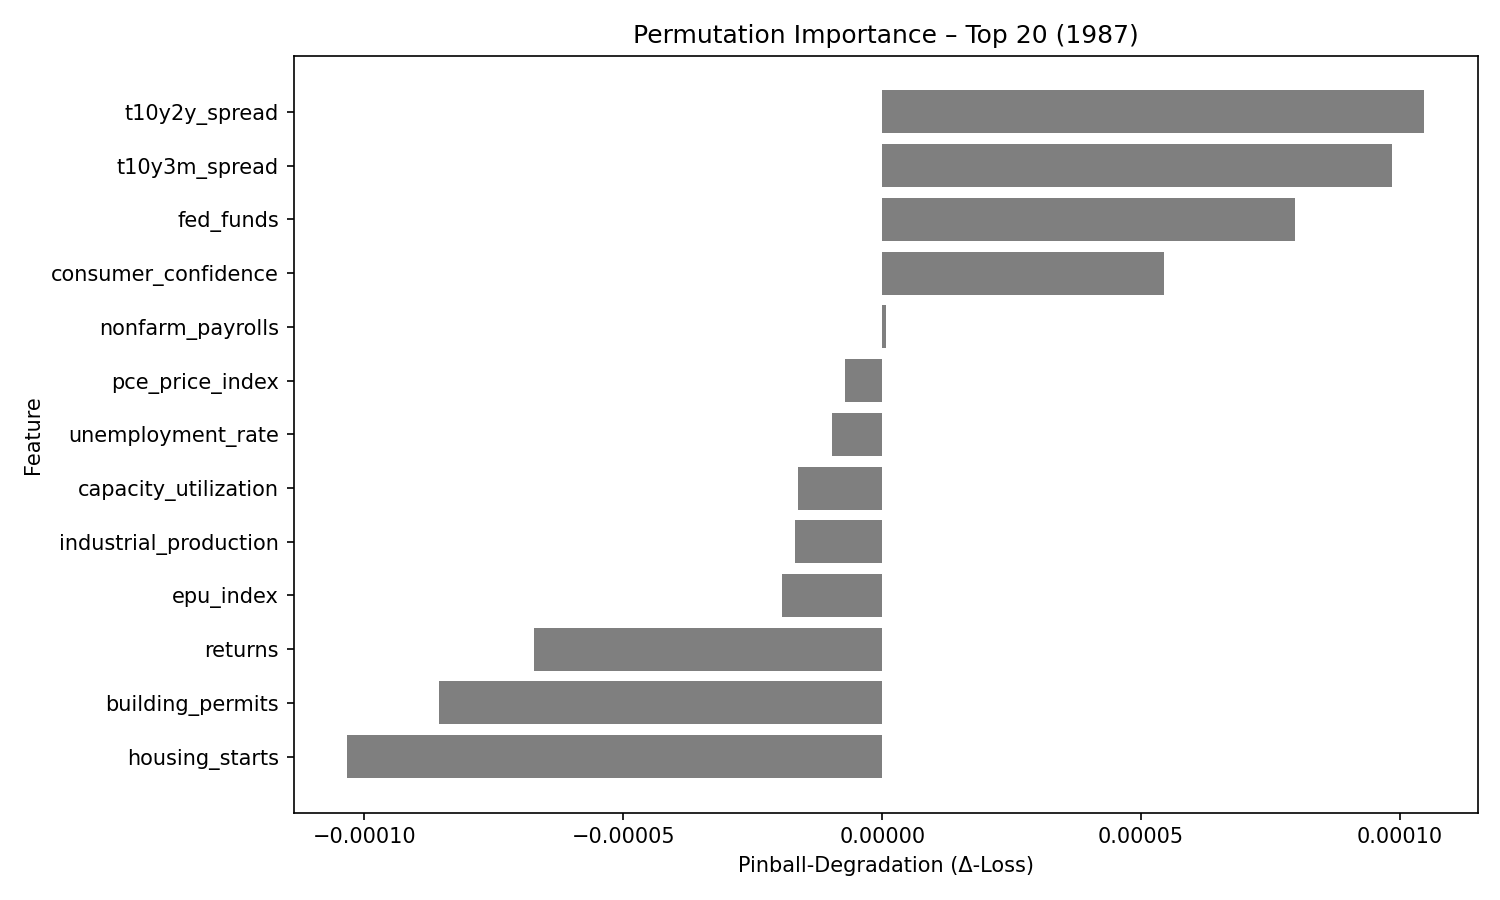 Permutation Importance – Top 20 (1987)
t10y2y_spread
t10y3m_spread
fed_funds
consumer_confidence
nonfarm_payrolls
pce_price_index
unemployment_rate
capacity_utilization
industrial_production
epu_index
returns
building_permits
housing_starts
Feature
−0.00010
−0.00005
0.00000
0.00005
0.00010
Pinball-Degradation (Δ-Loss)